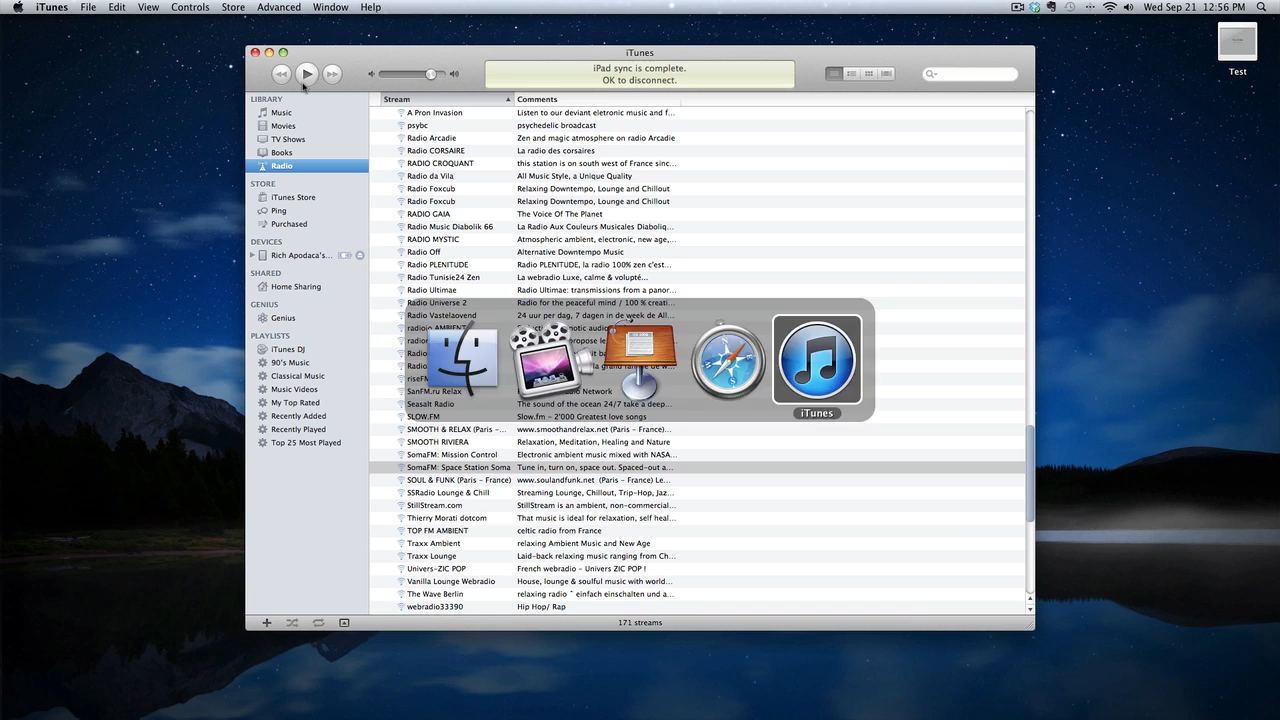 iTunes File Edit View Controls Store Advanced Window Help Wed Sep 21 12:56 PM
Test
iTunes
iPad sync is complete.
OK to disconnect.
LIBRARY
Music
Movies
TV Shows
Books
Radio
STORE
iTunes Store
Ping
Purchased
DEVICES
Rich Apodaca's...
SHARED
Home Sharing
GENIUS
Genius
PLAYLISTS
iTunes DJ
90's Music
Classical Music
Music Videos
My Top Rated
Recently Added
Recently Played
Top 25 Most Played
Stream Comments
A Pron Invasion Listen to our deviant eletronic music and f...
psybc psychedelic broadcast
Radio Arcadie Zen and magic atmosphere on radio Arcadie
Radio CORSAIRE La radio des corsaires
RADIO CROQUANT this station is on south west of France sinc...
Radio da Vila All Music Style, a Unique Quality
Radio Foxcub Relaxing Downtempo, Lounge and Chillout
Radio Foxcub Relaxing Downtempo, Lounge and Chillout
RADIO GAIA The Voice Of The Planet
Radio Music Diabolik 66 La Radio Aux Couleurs Musicales Diaboliq...
RADIO MYSTIC Atmospheric ambient, electronic, new age,...
Radio Off Alternative Downtempo Music
Radio PLENITUDE Radio PLENITUDE, la radio 100% zen c'est...
Radio Tunisie24 Zen La webradio Luxe, calme & volupté...
Radio Ultimae Radio Ultimae: transmissions from a panor...
Radio Universe 2 Radio for the peaceful mind / 100 % creati...
Radio Vastelaovend 24 uur per dag, 7 dagen in de week de All...
SanFM.ru Relax
Seasalt Radio The sound of the ocean 24/7 take a deep...
SLOW.FM Slow.fm - 2'000 Greatest love songs
SMOOTH & RELAX (Paris -... www.smoothandrelax.net (Paris - France)...
SMOOTH RIVIERA Relaxation, Meditation, Healing and Nature
SomaFM: Mission Control Electronic ambient music mixed with NASA...
SomaFM: Space Station Soma Tune in, turn on, space out. Spaced-out a...
SOUL & FUNK (Paris - France) www.soulandfunk.net (Paris - France) Le...
SSRadio Lounge & Chill Streaming Lounge, Chillout, Trip-Hop, Jaz...
StillStream.com StillStream is an ambient, non-commercial...
Thierry Morati dotcom That music is ideal for relaxation, self heal...
TOP FM AMBIENT celtic radio from France
Traxx Ambient relaxing Ambient Music and New Age
Traxx Lounge Laid-back relaxing music ranging from Ch...
Univers-ZIC POP French webradio - Univers ZIC POP !
Vanilla Lounge Webradio House, lounge & soulful music with world...
The Wave Berlin relaxing radio ˆ einfach einschalten und a...
webradio33390 Hip Hop/ Rap
iTunes
171 streams